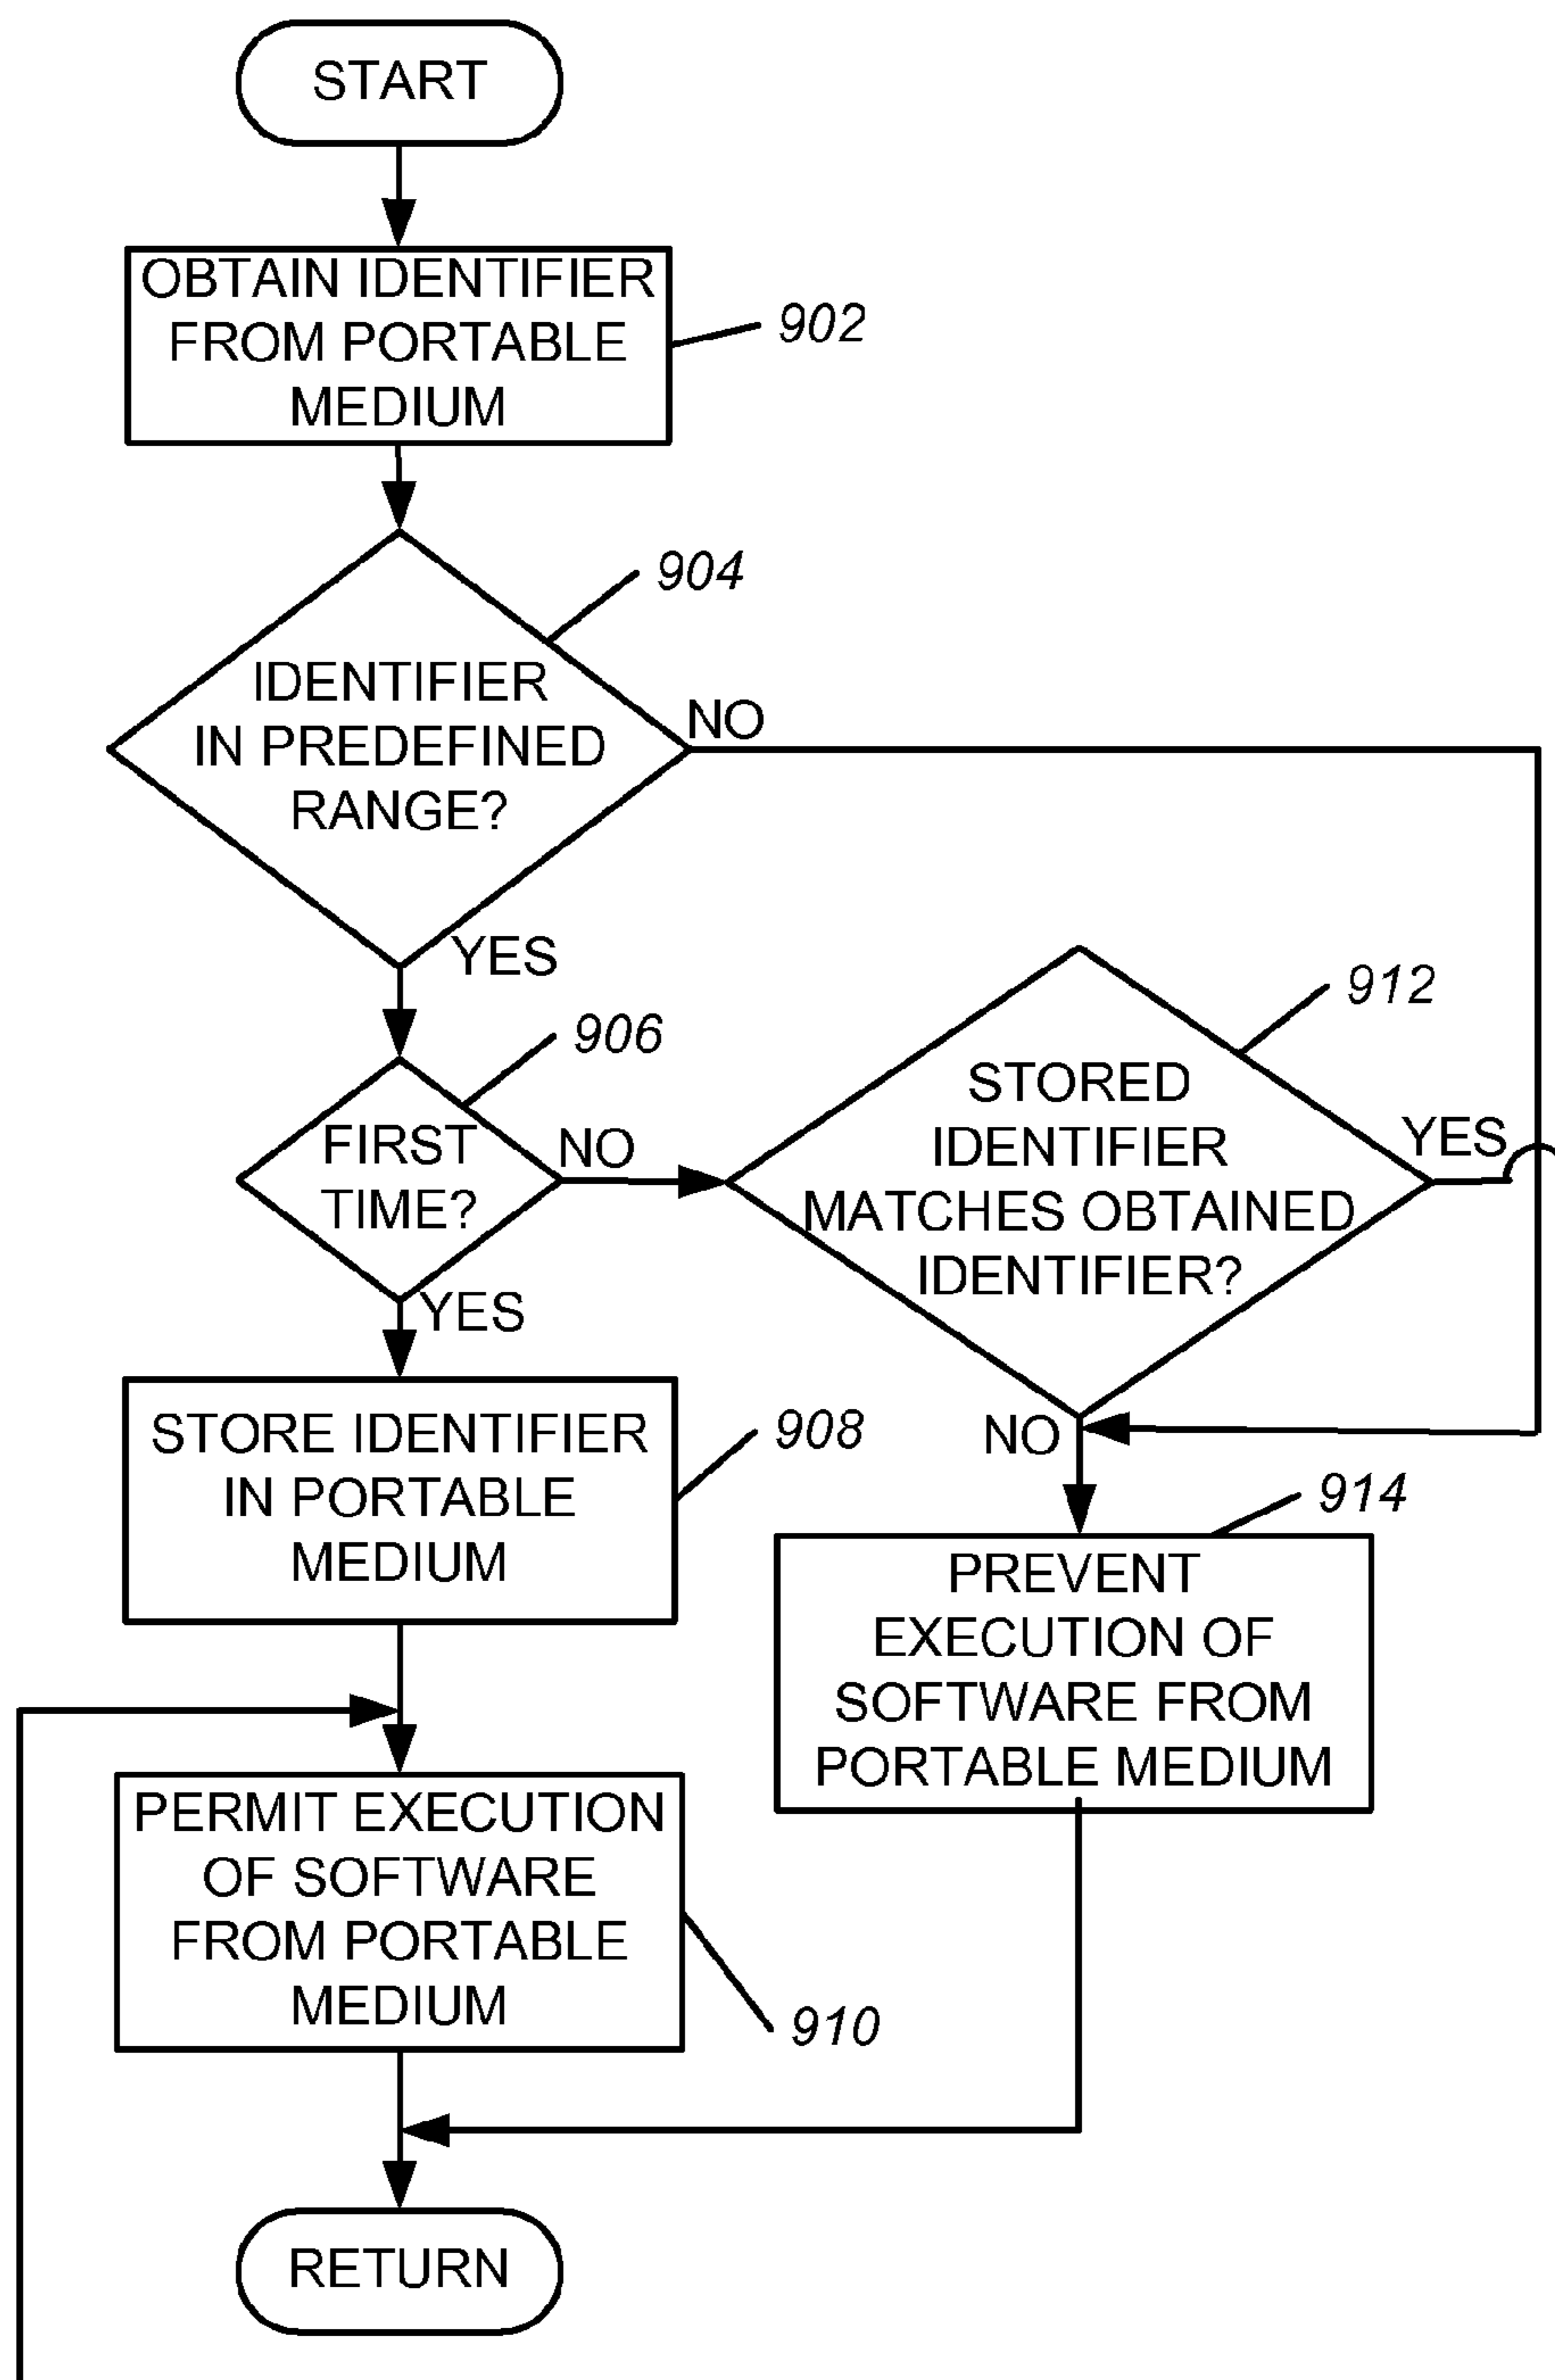 START
OBTAIN IDENTIFIER
FROM PORTABLE
MEDIUM
902
904
IDENTIFIER
IN PREDEFINED
RANGE?
NO
YES
906
FIRST
TIME?
NO
YES
912
STORED
IDENTIFIER
MATCHES OBTAINED
IDENTIFIER?
YES
NO
STORE IDENTIFIER
IN PORTABLE
MEDIUM
908
914
PREVENT
EXECUTION OF
SOFTWARE FROM
PORTABLE MEDIUM
PERMIT EXECUTION
OF SOFTWARE
FROM PORTABLE
MEDIUM
910
RETURN